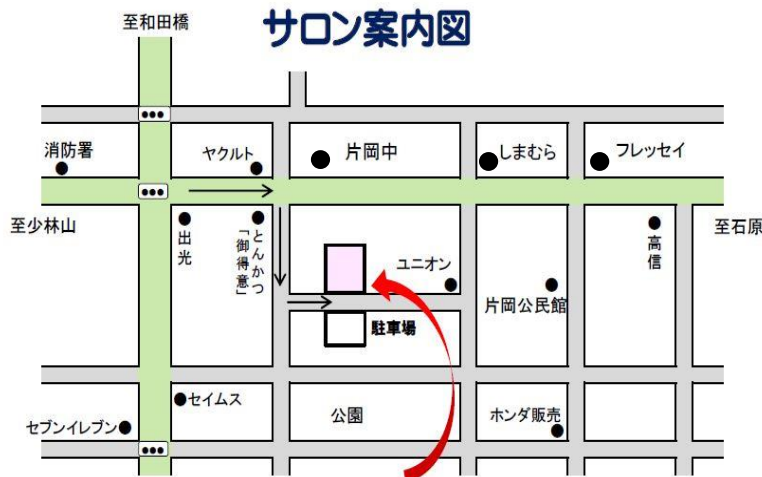 サロン案内図
至和田橋
消防署
ヤクルト
片岡中
しまむら
フレッセイ
至少林山
出光
とんかつ
「御得意」
ユニオン
片岡公民館
高信
至石原
駐車場
セイムス
セブンイレブン
公園
ホンダ販売